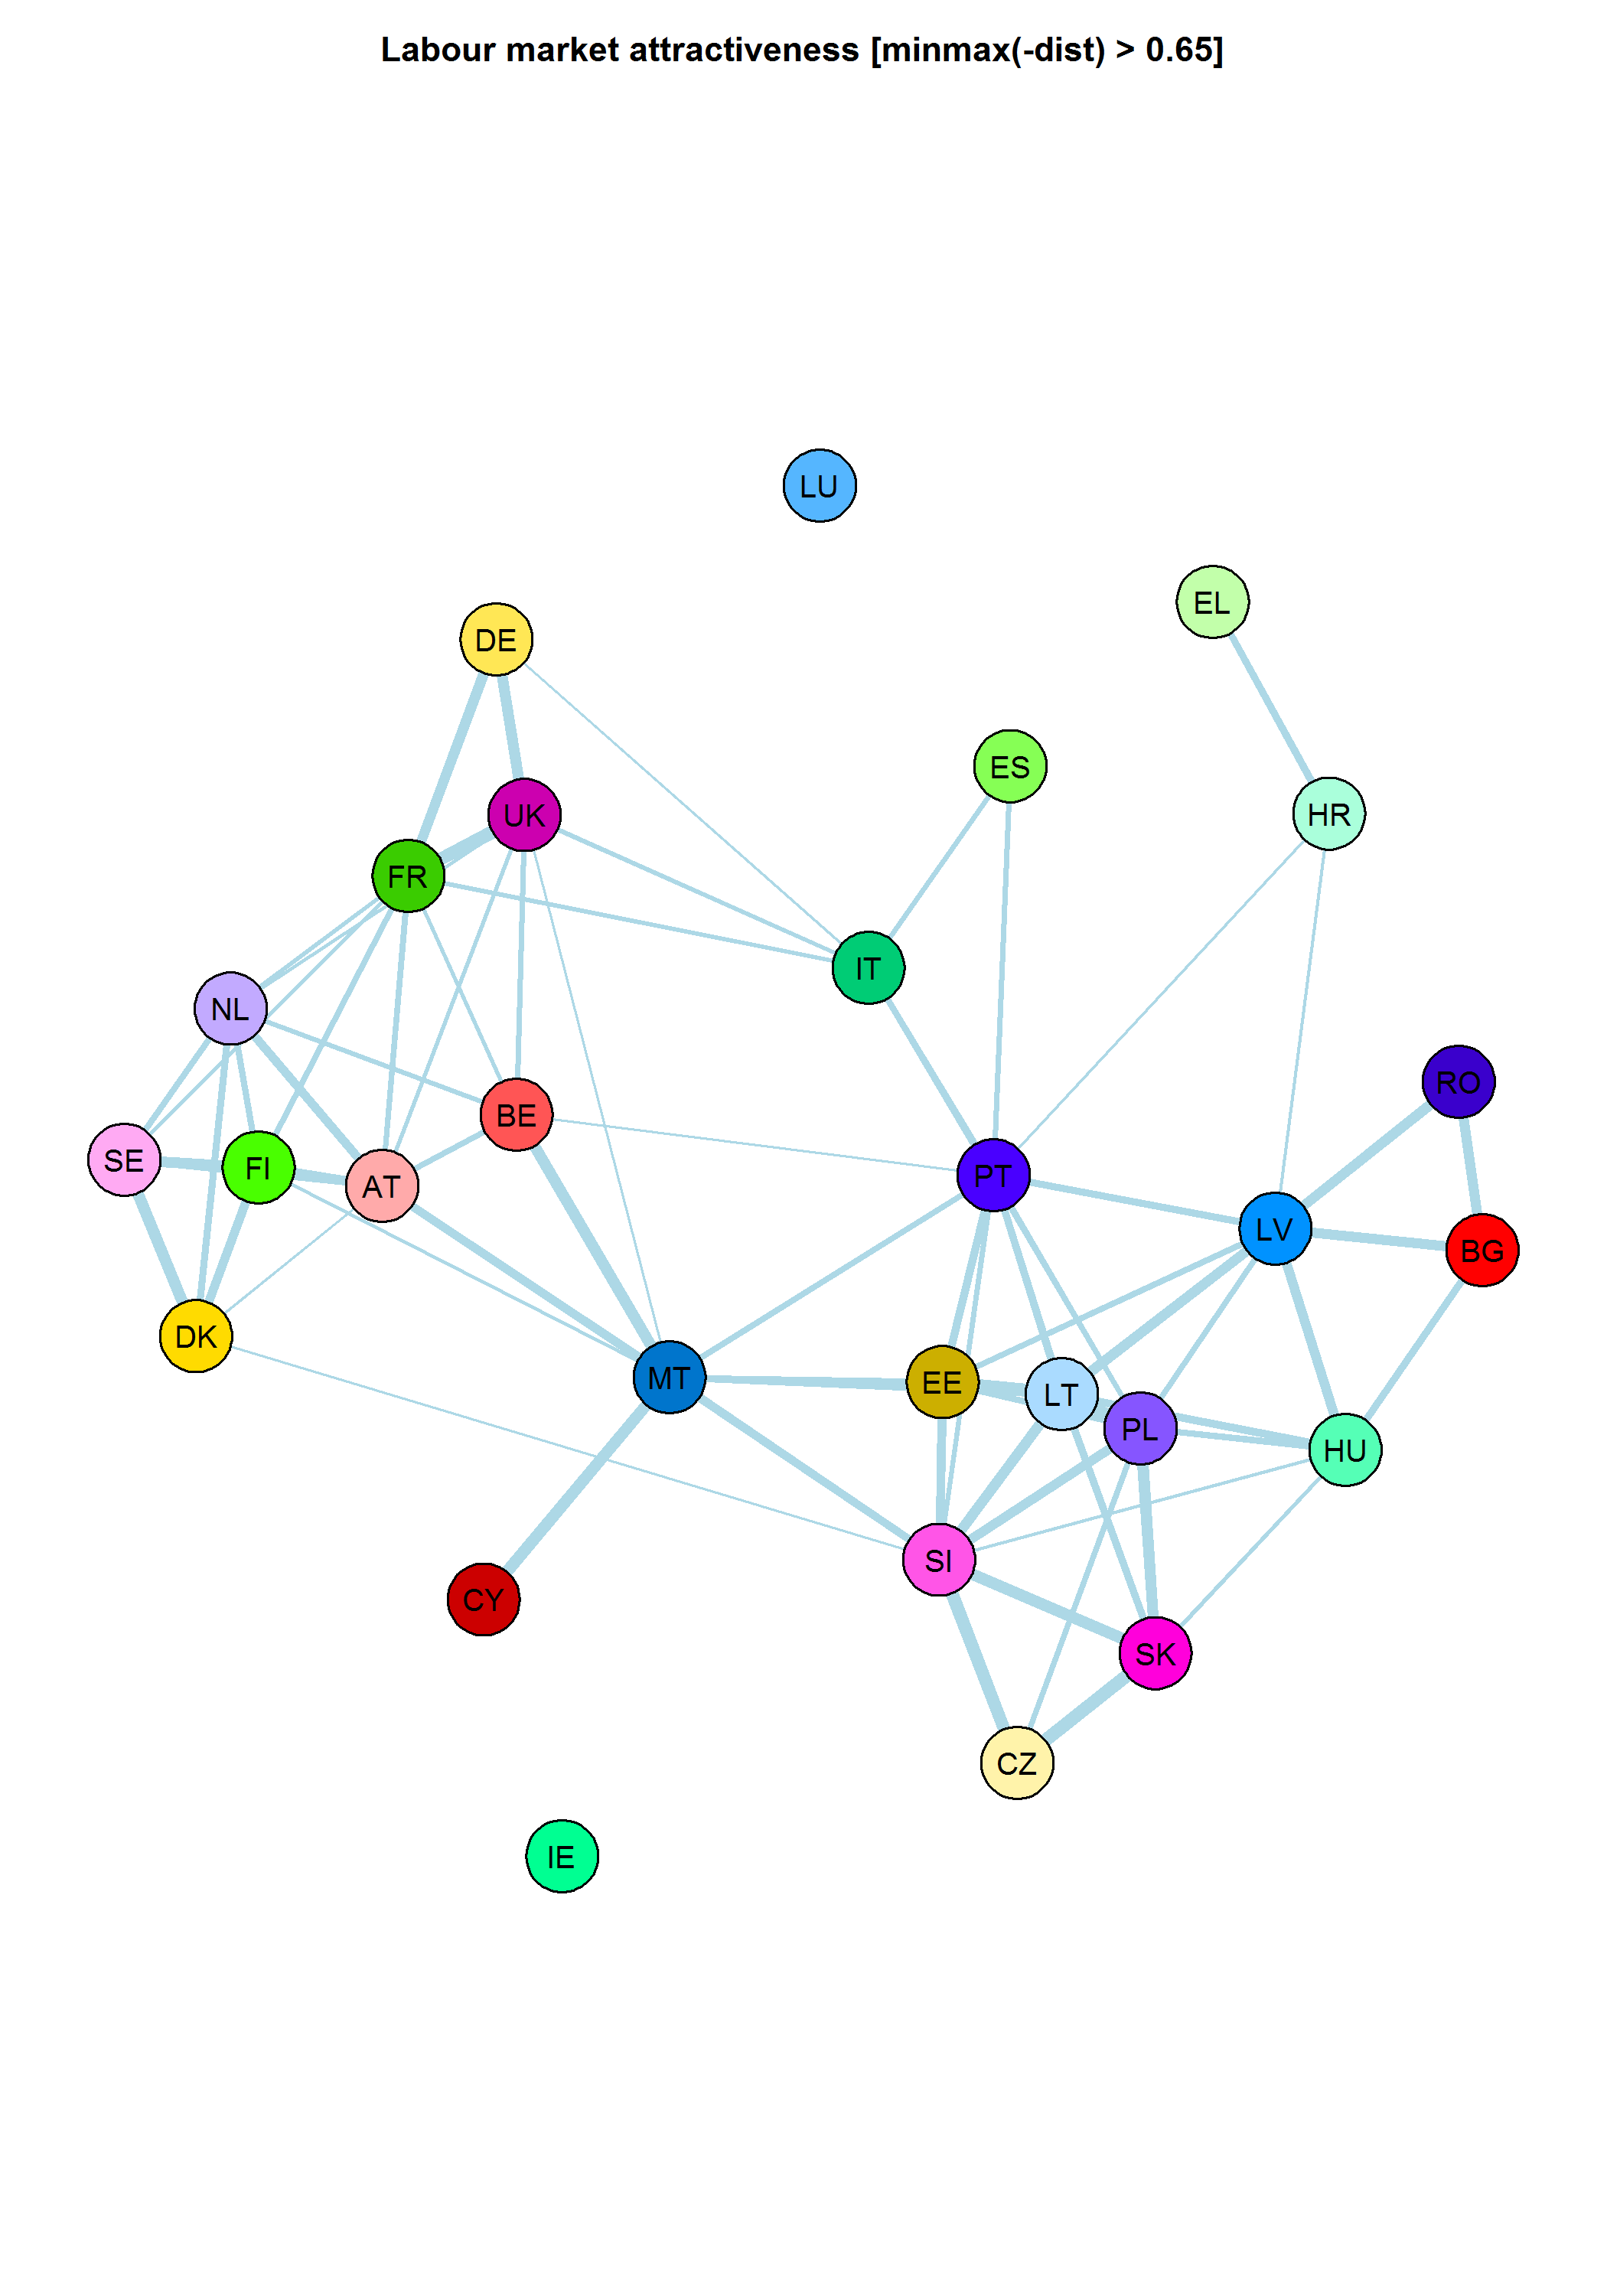 Labour market attractiveness [minmax(-dist) > 0.65]
LU
EL
DE
ES
UK
HR
FR
IT
NL
RO
BE
SE
FI
AT
PT
LV
BG
DK
MT
EE
LT
PL
HU
SI
CY
SK
CZ
IE